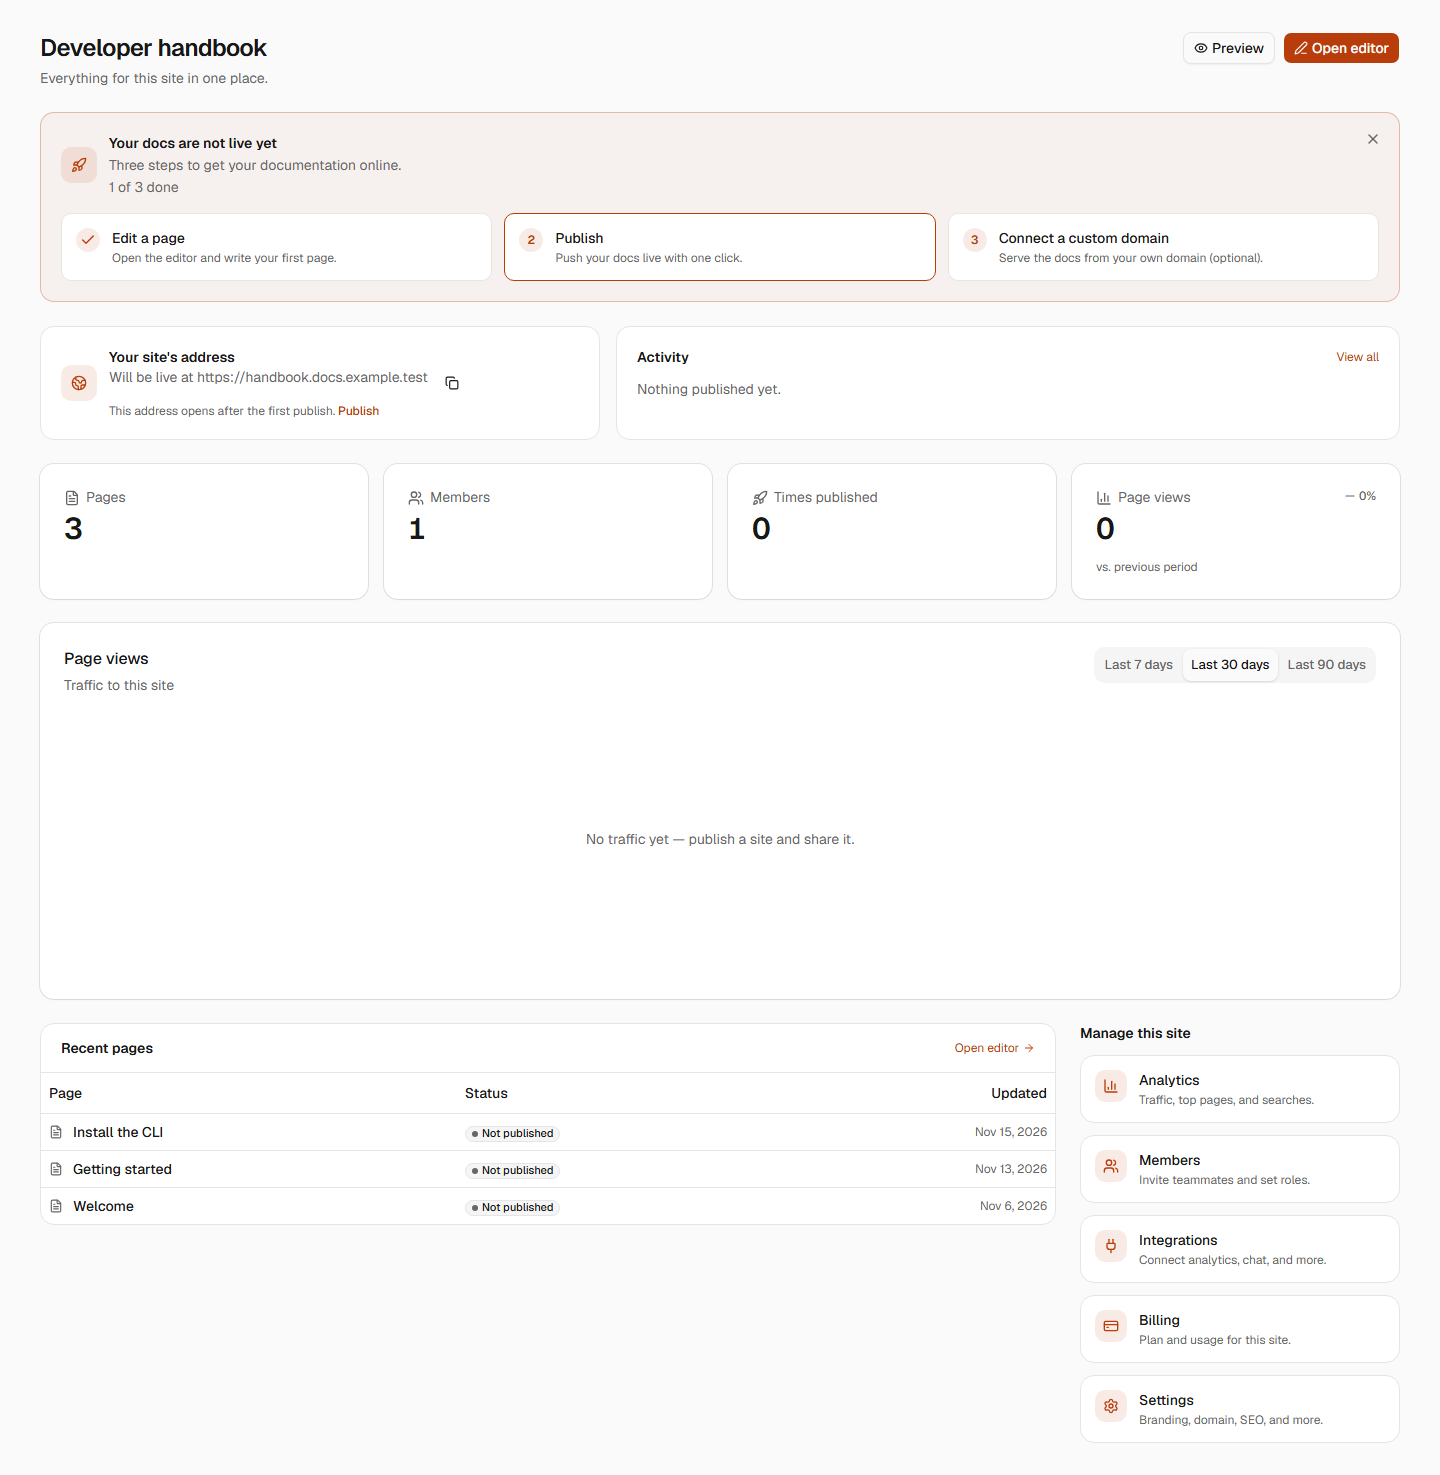 Developer handbook
Everything for this site in one place.
Preview
Open editor
Your docs are not live yet
Three steps to get your documentation online.
1 of 3 done
Edit a page
Open the editor and write your first page.
2
Publish
Push your docs live with one click.
3
Connect a custom domain
Serve the docs from your own domain (optional).
Your site's address
Will be live at https://handbook.docs.example.test
This address opens after the first publish. Publish
Activity
View all
Nothing published yet.
Pages
3
Members
1
Times published
0
Page views
— 0%
0
vs. previous period
Page views
Traffic to this site
Last 7 days
Last 30 days
Last 90 days
No traffic yet — publish a site and share it.
Recent pages
Open editor →
Page
Status
Updated
Install the CLI
Not published
Nov 15, 2026
Getting started
Not published
Nov 13, 2026
Welcome
Not published
Nov 6, 2026
Manage this site
Analytics
Traffic, top pages, and searches.
Members
Invite teammates and set roles.
Integrations
Connect analytics, chat, and more.
Billing
Plan and usage for this site.
Settings
Branding, domain, SEO, and more.